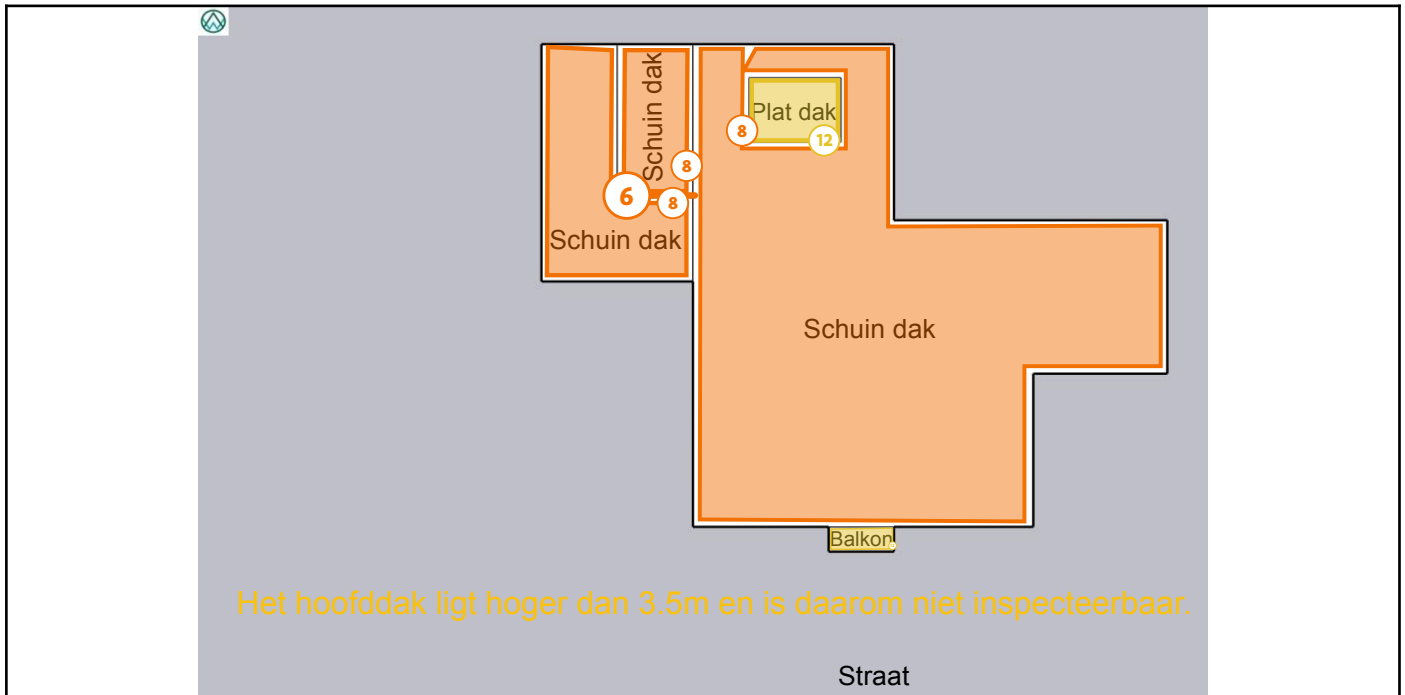 Schuin dak
Plat dak
8
12
8
6
8
Schuin dak
Schuin dak
Balkon
Het hoofddak ligt hoger dan 3.5m en is daarom niet inspecteerbaar.
Straat